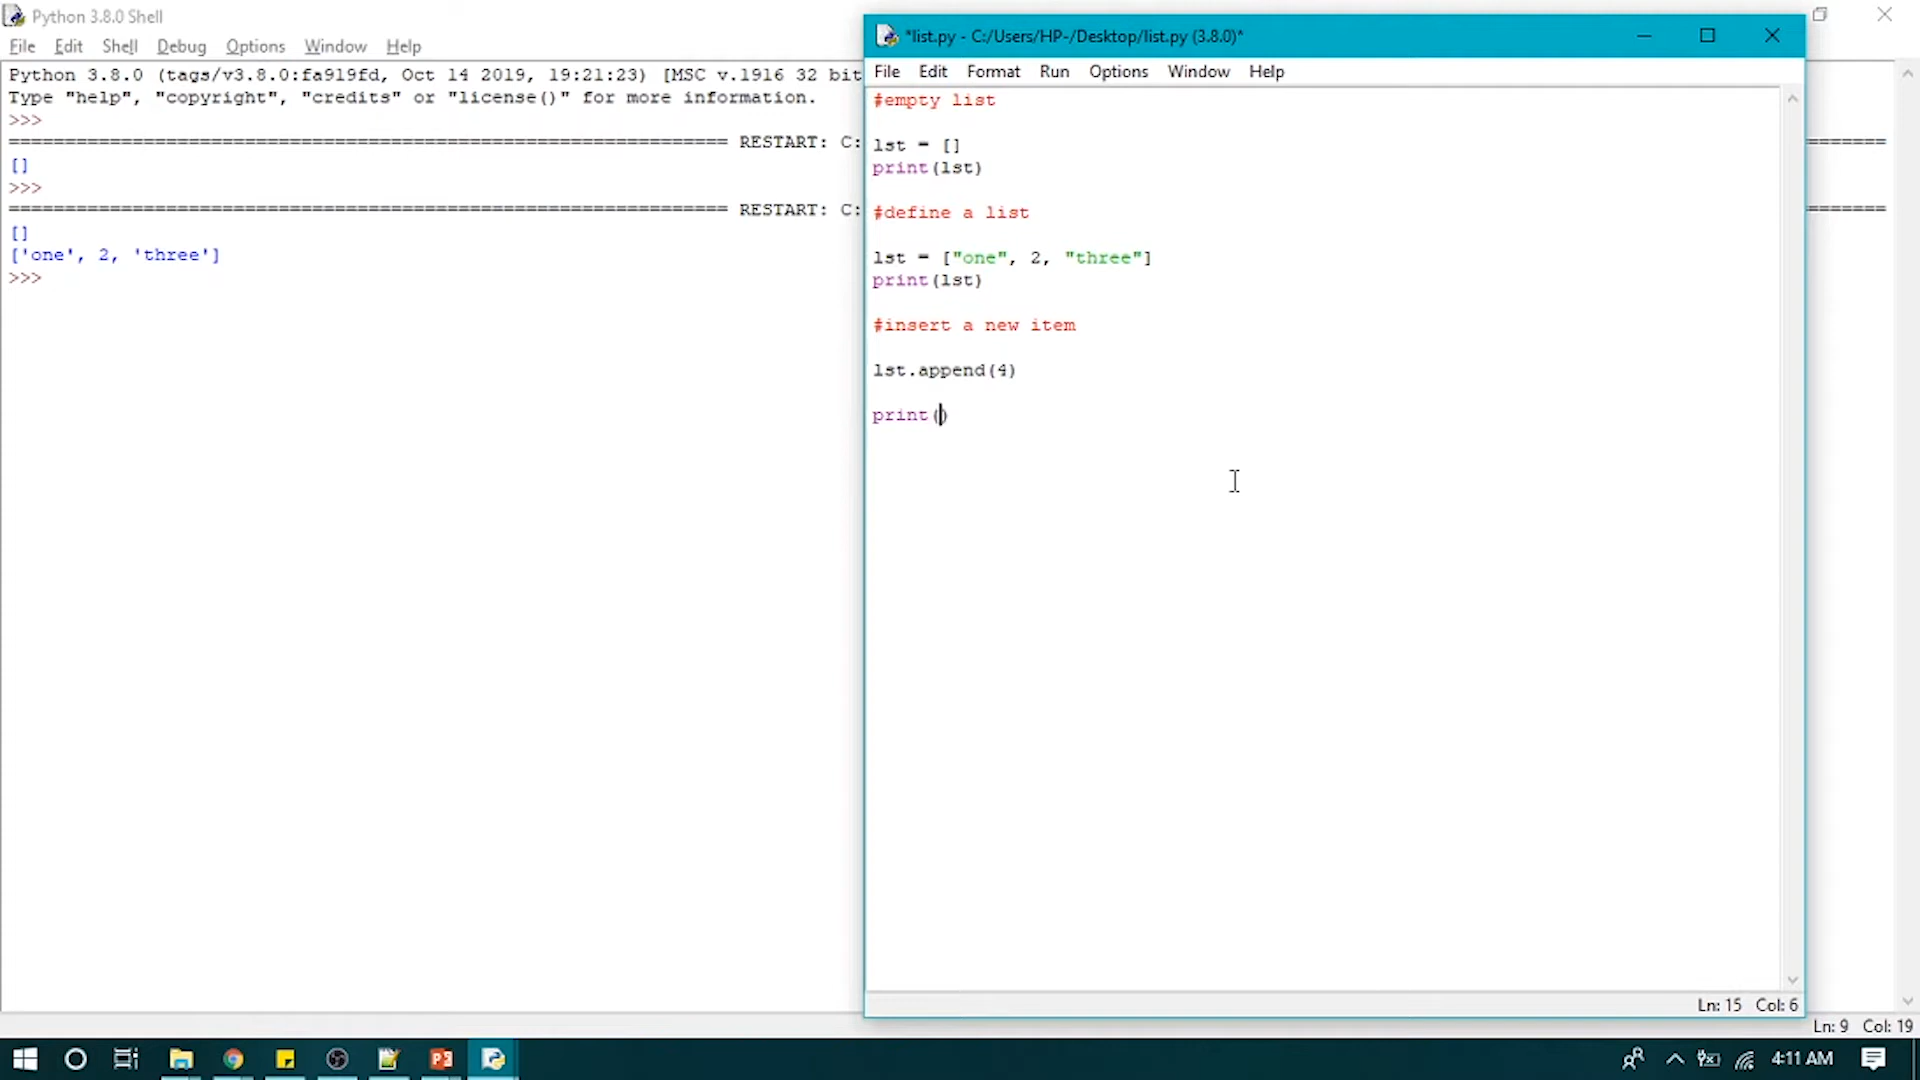 Python 3.8.0 Shell
File Edit Shell Debug Options Window Help
Python 3.8.0 (tags/v3.8.0:fa919fd, Oct 14 2019, 19:21:23) [MSC v.1916 32 bit
Type "help", "copyright", "credits" or "license()" for more information.
>>>
================================================================ RESTART: C: =======
[]
>>>
================================================================ RESTART: C: =======
[]
['one', 2, 'three']
>>>
Ln: 9 Col: 19
*list.py - C:/Users/HP-/Desktop/list.py (3.8.0)*
File Edit Format Run Options Window Help
#empty list
lst = []
print(lst)
#define a list
lst = ["one", 2, "three"]
print(lst)
#insert a new item
lst.append(4)
print()
Ln: 15 Col: 6
4:11 AM